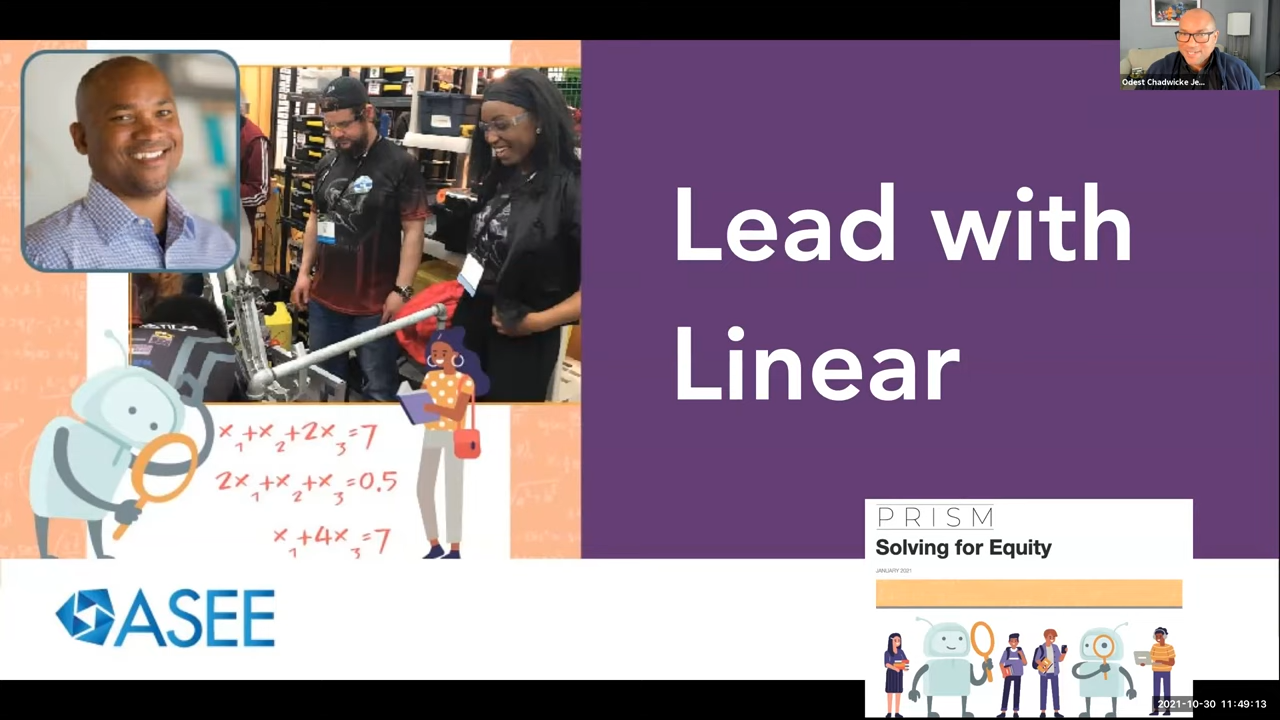 Odest Chadwicke Je...
Lead with
Linear
x₁+x₂+2x₃=7
2x₁+x₂+x₃=0.5
x₁+4x₃=7
ASEE
PRISM
Solving for Equity
JANUARY 2021
2021-10-30 11:49:13